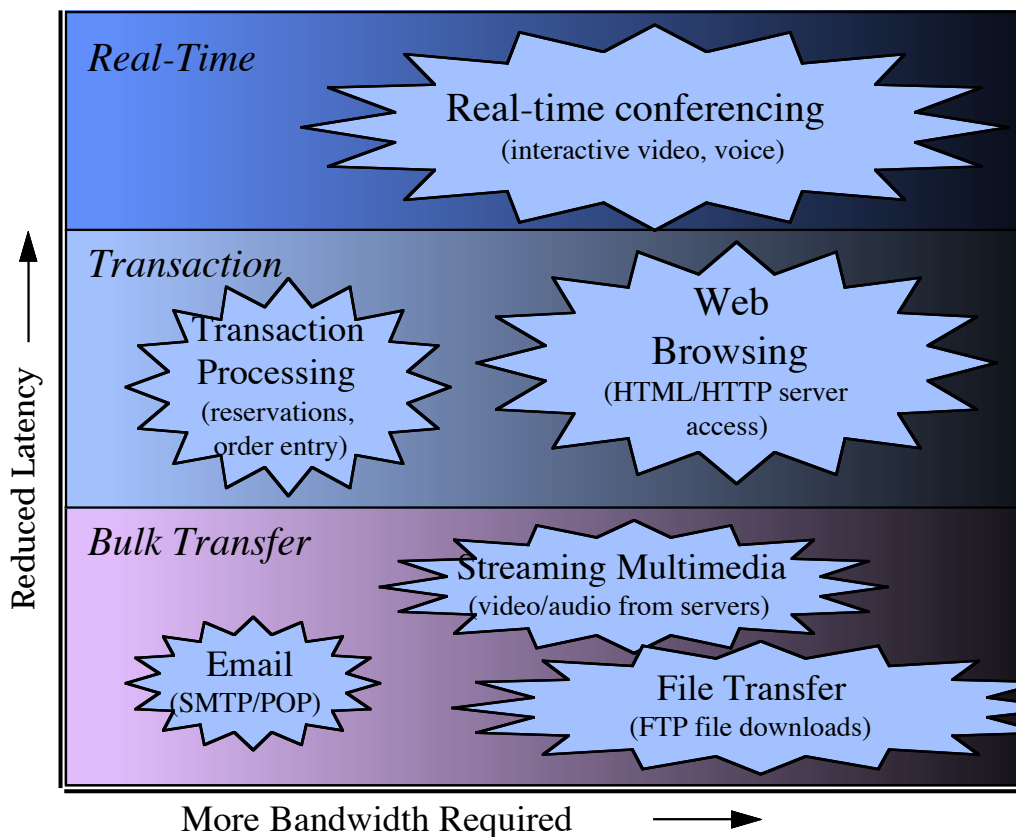 Real-Time
Real-time conferencing
(interactive video, voice)
Transaction
Transaction
Processing
(reservations,
order entry)
Web
Browsing
(HTML/HTTP server
access)
Bulk Transfer
Streaming Multimedia
(video/audio from servers)
Email
(SMTP/POP)
File Transfer
(FTP file downloads)
Reduced Latency
More Bandwidth Required